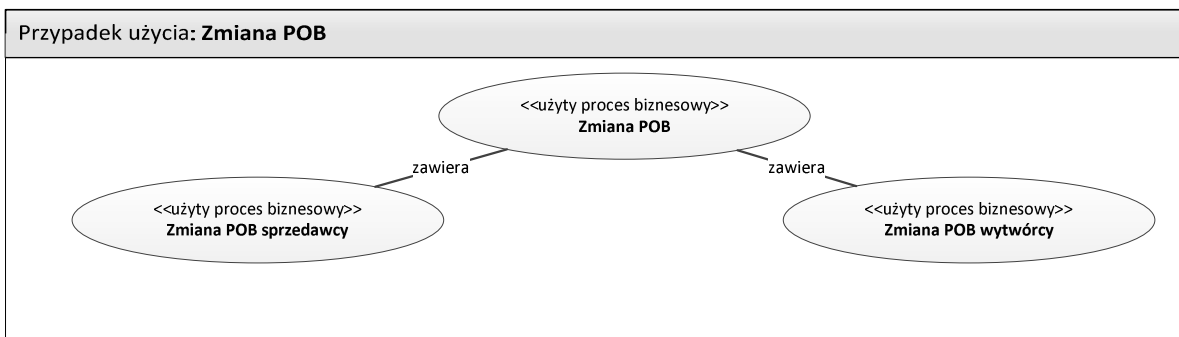 Przypadek użycia: Zmiana POB
<<użyty proces biznesowy>>
Zmiana POB
zawiera
zawiera
<<użyty proces biznesowy>>
Zmiana POB sprzedawcy
<<użyty proces biznesowy>>
Zmiana POB wytwórcy